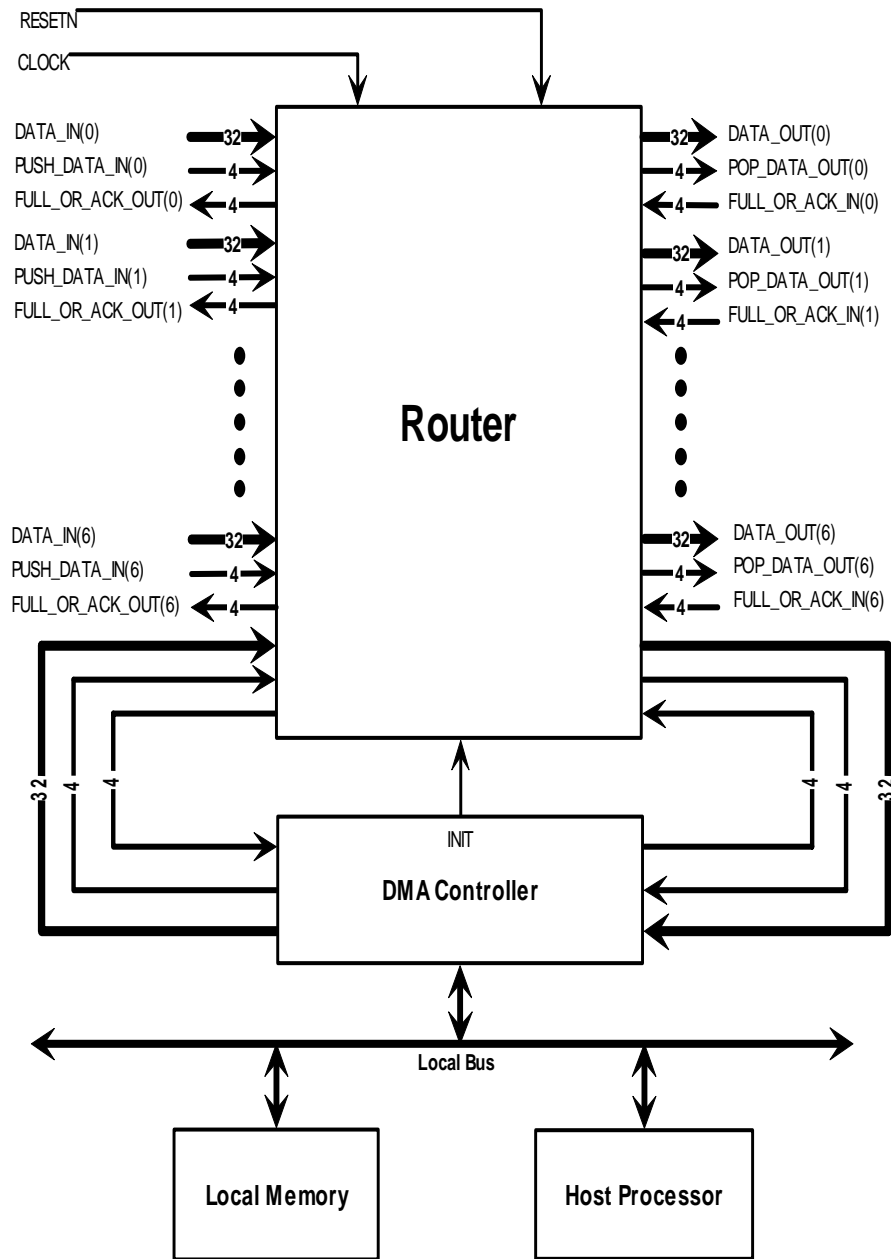 RESETN
CLOCK
DATA_IN(0)
32
32
DATA_OUT(0)
PUSH_DATA_IN(0)
4
4
POP_DATA_OUT(0)
FULL_OR_ACK_OUT(0)
4
4
FULL_OR_ACK_IN(0)
DATA_IN(1)
32
32
DATA_OUT(1)
PUSH_DATA_IN(1)
4
4
POP_DATA_OUT(1)
FULL_OR_ACK_OUT(1)
4
4
FULL_OR_ACK_IN(1)
Router
DATA_IN(6)
32
32
DATA_OUT(6)
PUSH_DATA_IN(6)
4
4
POP_DATA_OUT(6)
FULL_OR_ACK_OUT(6)
4
4
FULL_OR_ACK_IN(6)
32
4
4
4
4
32
INIT
DMA Controller
Local Bus
Local Memory
Host Processor